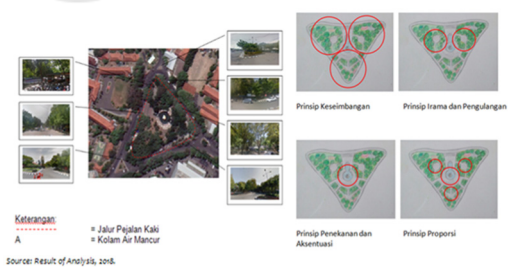 Prinsip Keseimbangan
Prinsip Irama dan Pengulangan
Prinsip Penekanan dan
Aksentuasi
Prinsip Proporsi
Keterangan:
= Jalur Pejalan Kaki
A = Kolam Air Mancur
Source: Result of Analysis, 2018.